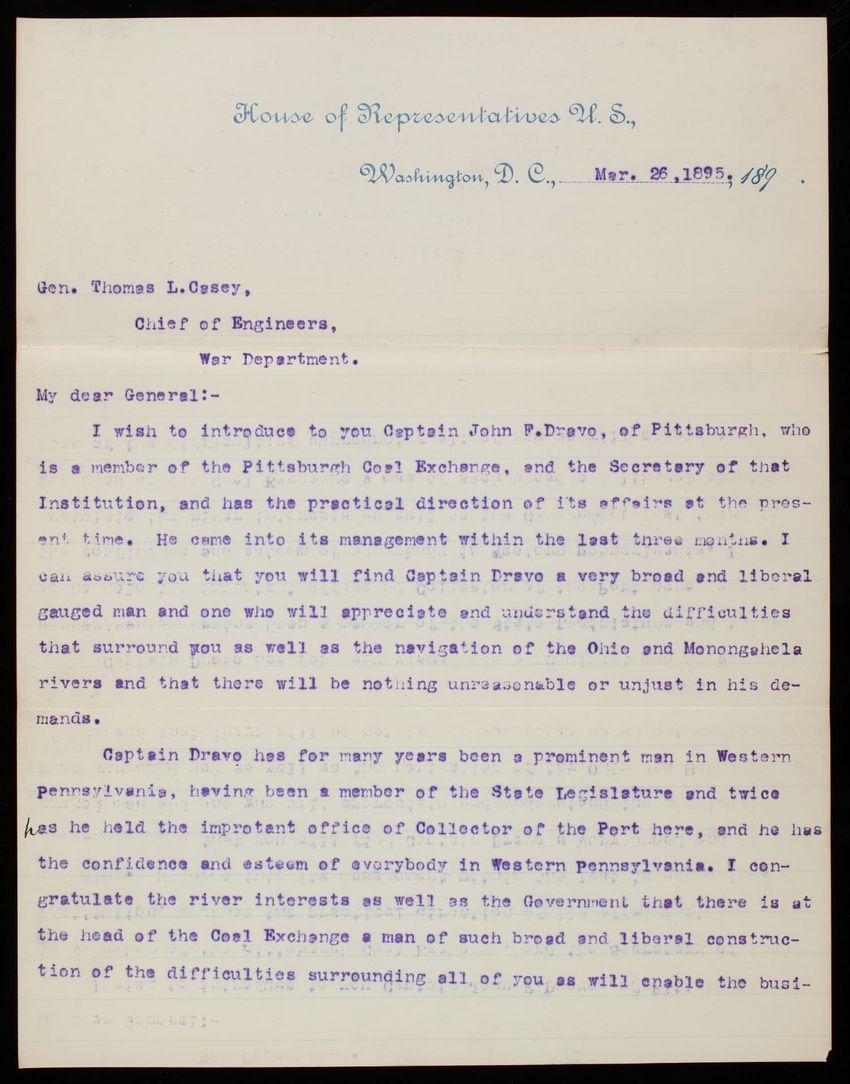 House of Representatives U. S.,
Washington, D. C., Mar. 26,1895; 189 .
Gen. Thomas L.Casey,
Chief of Engineers,
War Department.
My dear General:-
I wish to introduce to you Captain John F.Dravo, of Pittsburgh, who
is a member of the Pittsburgh Coal Exchange, and the Secretary of that
Institution, and has the practical direction of its affairs at the pres-
ent time. He came into its management within the last three months. I
can assure you that you will find Captain Dravo a very broad and liberal
gauged man and one who will appreciate and understand the difficulties
that surround you as well as the navigation of the Ohio and Monongahela
rivers and that there will be nothing unreasonable or unjust in his de-
mands.
Captain Dravo has for many years been a prominent man in Western
Pennsylvania, having been a member of the State Legislature and twice
has he held the improtant office of Collector of the Port here, and he has
the confidence and esteem of everybody in Western Pennsylvania. I con-
gratulate the river interests as well as the Government that there is at
the head of the Coal Exchange a man of such broad and liberal construc-
tion of the difficulties surrounding all of you as will enable the busi-